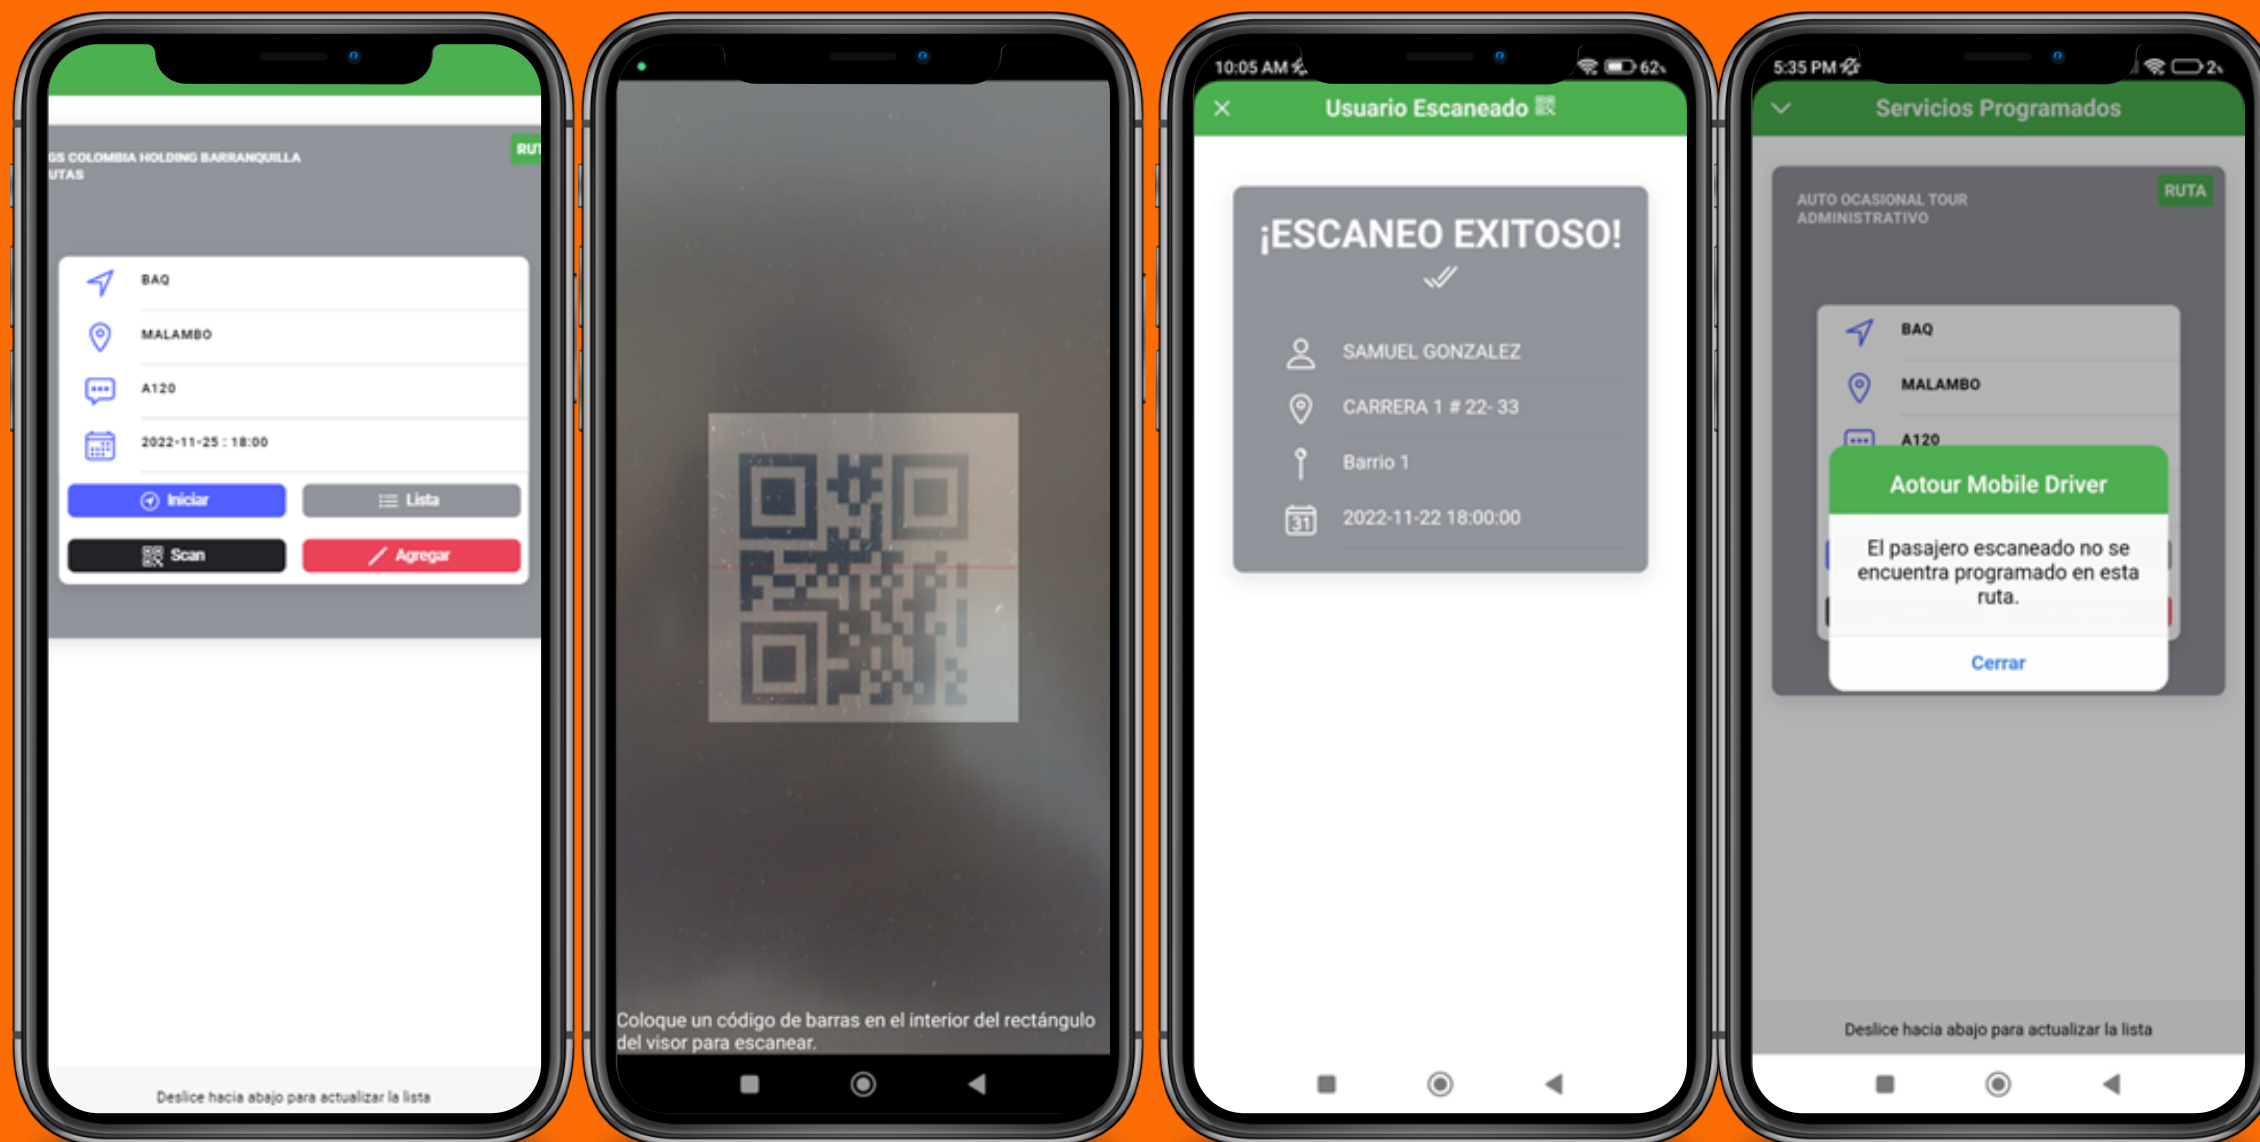 GS COLOMBIA HOLDING BARRANQUILLA
UTAS
RUT
BAQ
MALAMBO
A120
2022-11-25 : 18:00
Iniciar
Lista
Scan
Agregar
Deslice hacia abajo para actualizar la lista
Coloque un código de barras en el interior del rectángulo
del visor para escanear.
10:05 AM
62%
Usuario Escaneado
¡ESCANEO EXITOSO!
SAMUEL GONZALEZ
CARRERA 1 # 22- 33
Barrio 1
31
2022-11-22 18:00:00
5:35 PM
2%
Servicios Programados
AUTO OCASIONAL TOUR
ADMINISTRATIVO
RUTA
BAQ
MALAMBO
A120
Aotour Mobile Driver
El pasajero escaneado no se
encuentra programado en esta
ruta.
Cerrar
Deslice hacia abajo para actualizar la lista